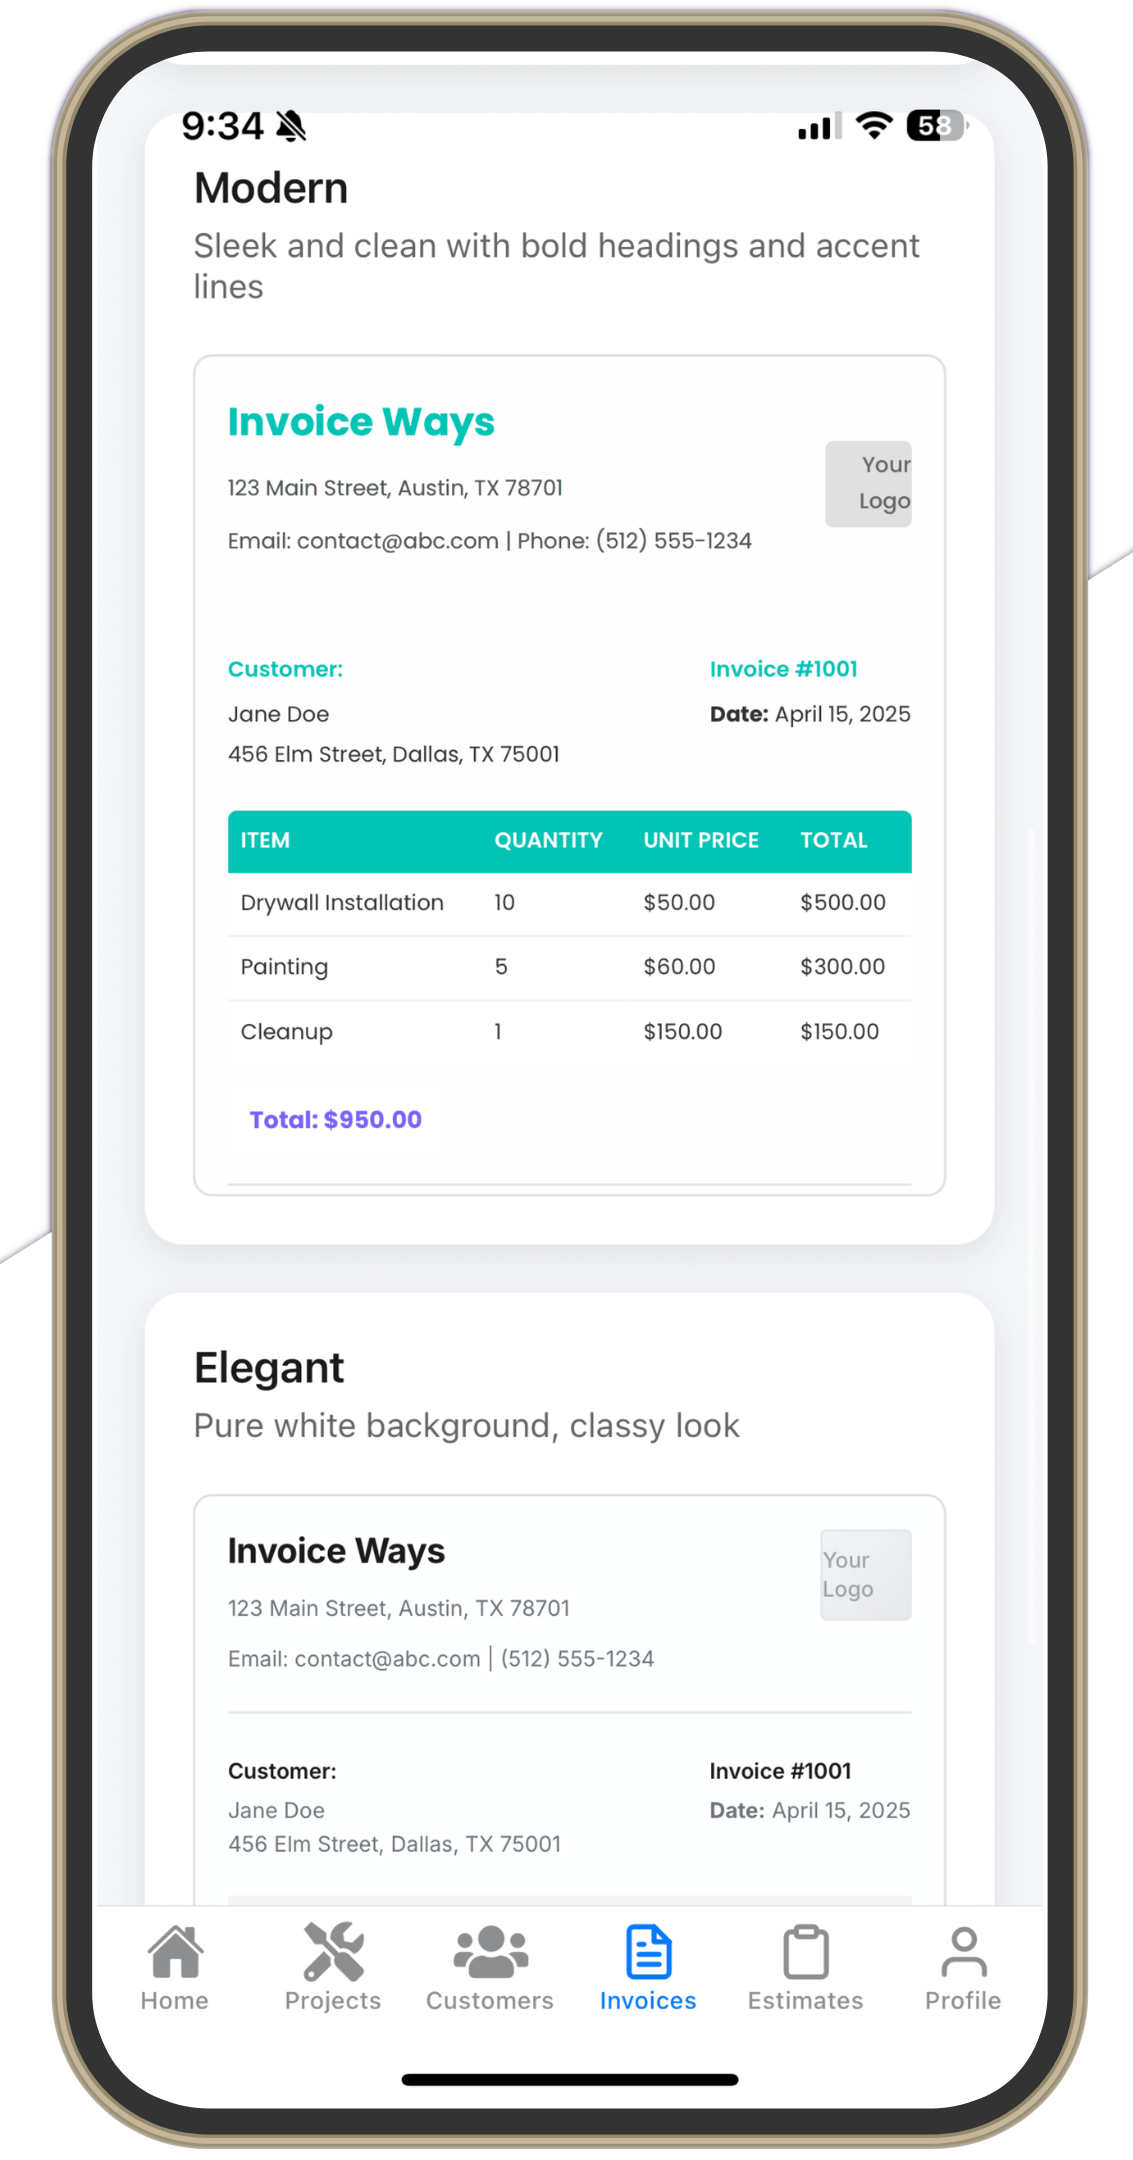 9:34
58
Modern
Sleek and clean with bold headings and accent
lines
Invoice Ways
Your
Logo
123 Main Street, Austin, TX 78701
Email: contact@abc.com | Phone: (512) 555-1234
Customer:
Invoice #1001
Jane Doe
Date: April 15, 2025
456 Elm Street, Dallas, TX 75001
ITEM QUANTITY UNIT PRICE TOTAL
Drywall Installation 10 $50.00 $500.00
Painting 5 $60.00 $300.00
Cleanup 1 $150.00 $150.00
Total: $950.00
Elegant
Pure white background, classy look
Invoice Ways
Your
Logo
123 Main Street, Austin, TX 78701
Email: contact@abc.com | (512) 555-1234
Customer:
Invoice #1001
Jane Doe
Date: April 15, 2025
456 Elm Street, Dallas, TX 75001
Home Projects Customers Invoices Estimates Profile